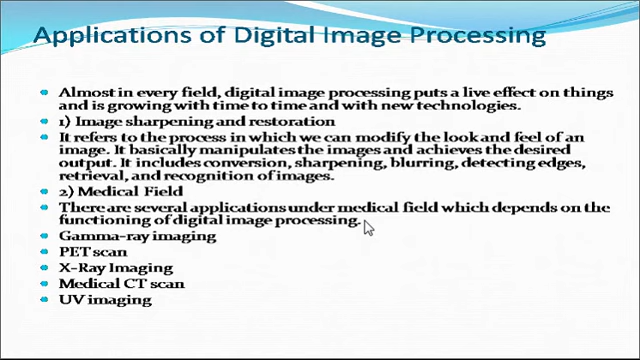 Applications of Digital Image Processing
Almost in every field, digital image processing puts a live effect on things
and is growing with time to time and with new technologies.
1) Image sharpening and restoration
It refers to the process in which we can modify the look and feel of an
image. It basically manipulates the images and achieves the desired
output. It includes conversion, sharpening, blurring, detecting edges,
retrieval, and recognition of images.
2) Medical Field
There are several applications under medical field which depends on the
functioning of digital image processing.
Gamma-ray imaging
PET scan
X-Ray Imaging
Medical CT scan
UV imaging